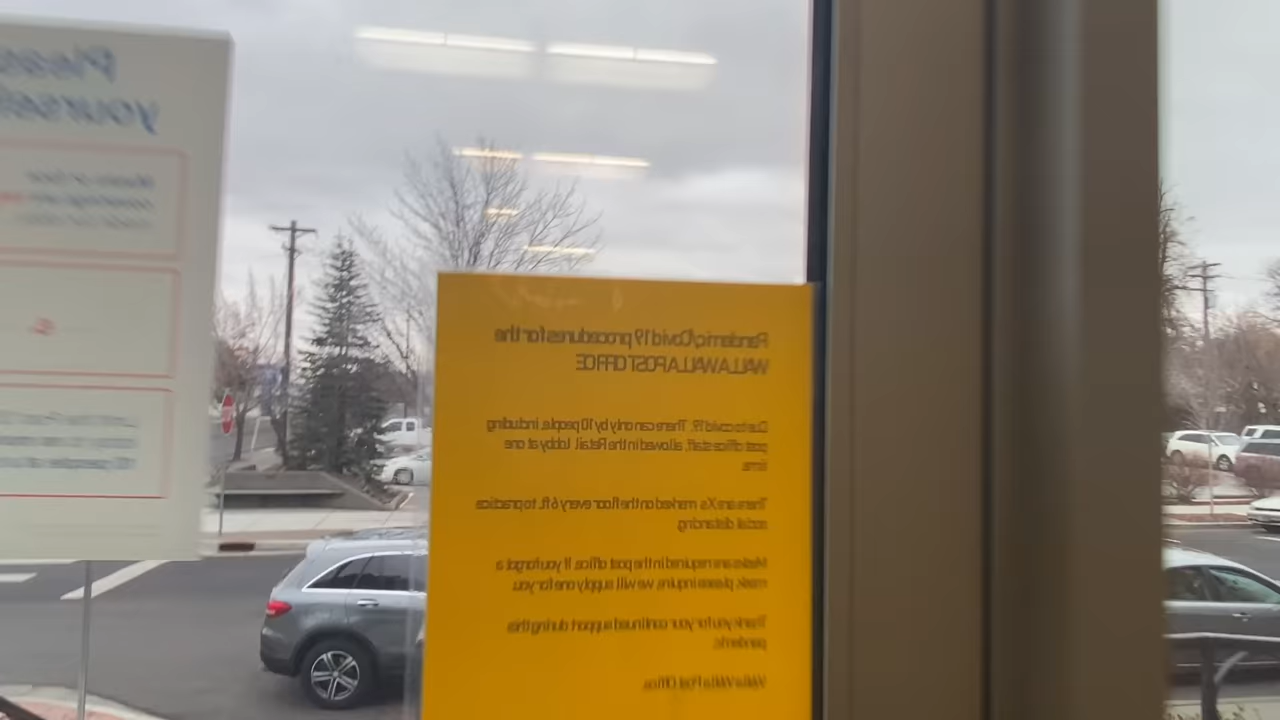 Please
yourself
Pandemic/Covid 19 procedures for the
WALLA WALLA POST OFFICE
Due to covid 19. There can only by 10 people, including
post office staff, allowed in the Retail Lobby at one
time.
There are X's marked on the floor every 6 ft. to practice
social distancing.
Masks are required in the post office. If you forgot a
mask, please inquire, we will supply one for you.
Thank you for your continued support during this
pandemic.
Walla Walla Post Office.